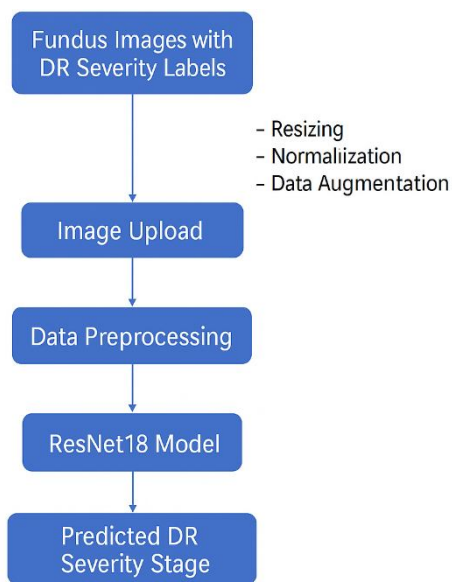 Fundus Images with
DR Severity Labels
- Resizing
- Normaliization
- Data Augmentation
Image Upload
Data Preprocessing
ResNet18 Model
Predicted DR
Severity Stage